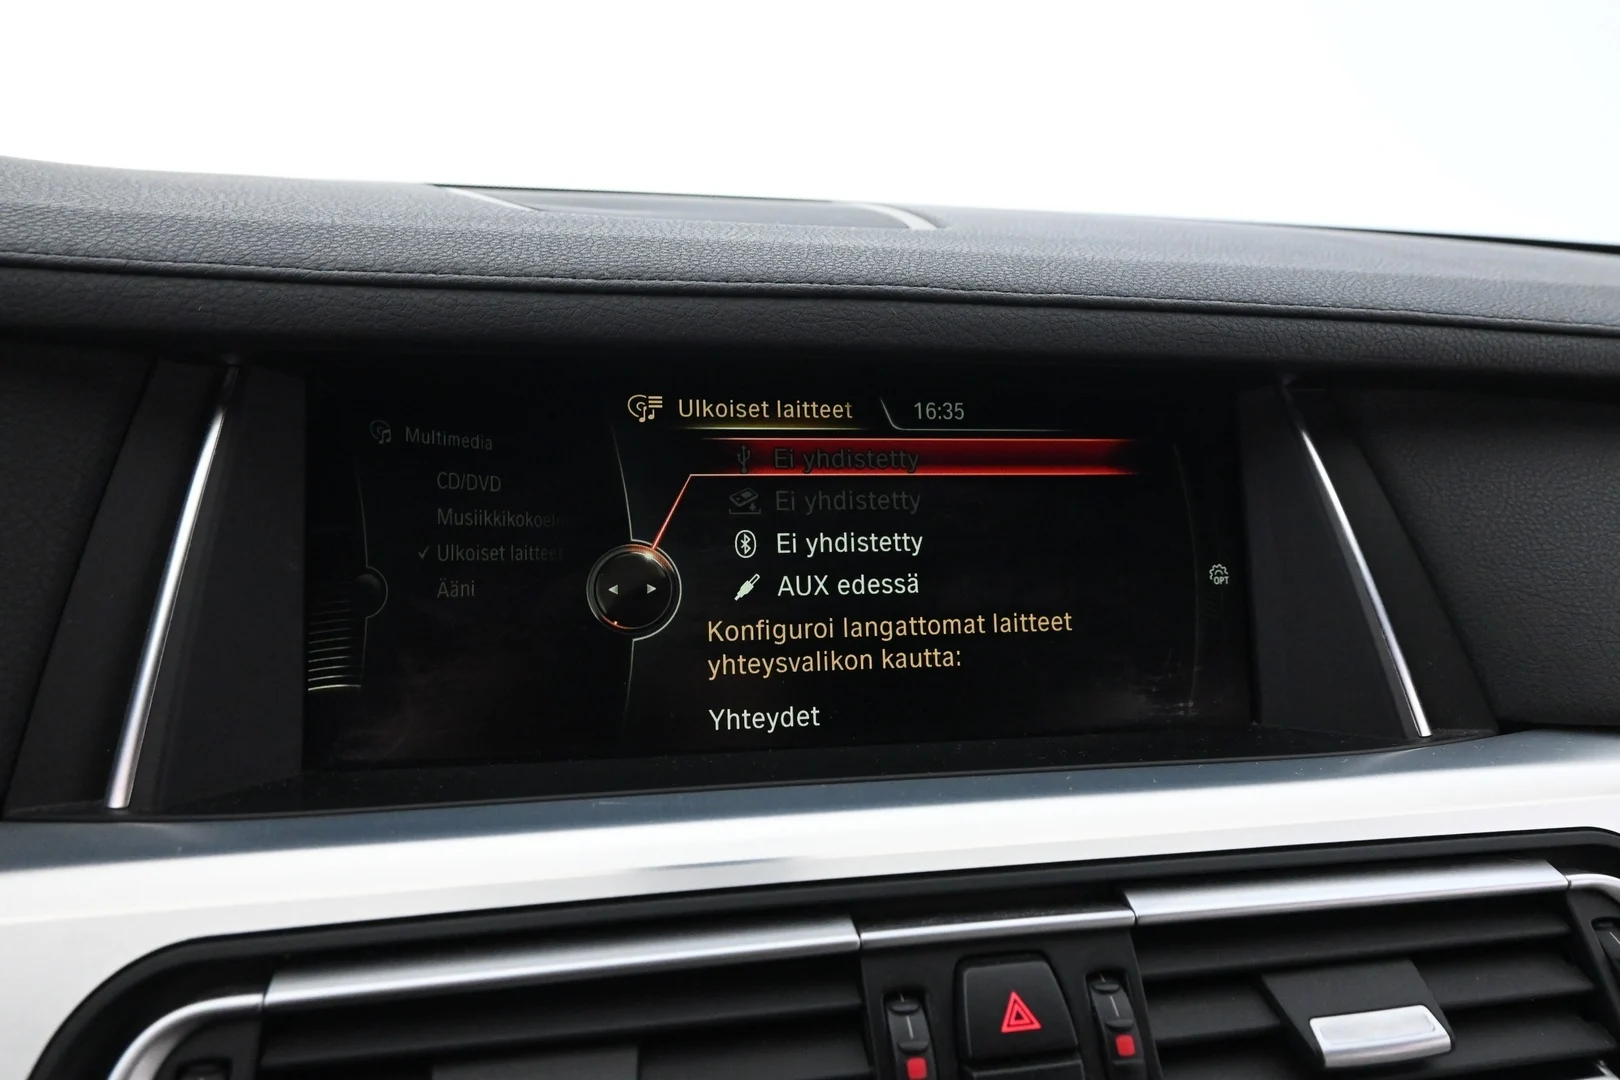 Ulkoiset laitteet 16:35
Multimedia
CD/DVD
Ulkoiset
Ääni
Ei yhdistetty
Ei yhdistetty
Ei yhdistetty
AUX edessä
Konfiguroi langattomat laitteet
yhteysvalikon kautta:
Yhteydet
OPT